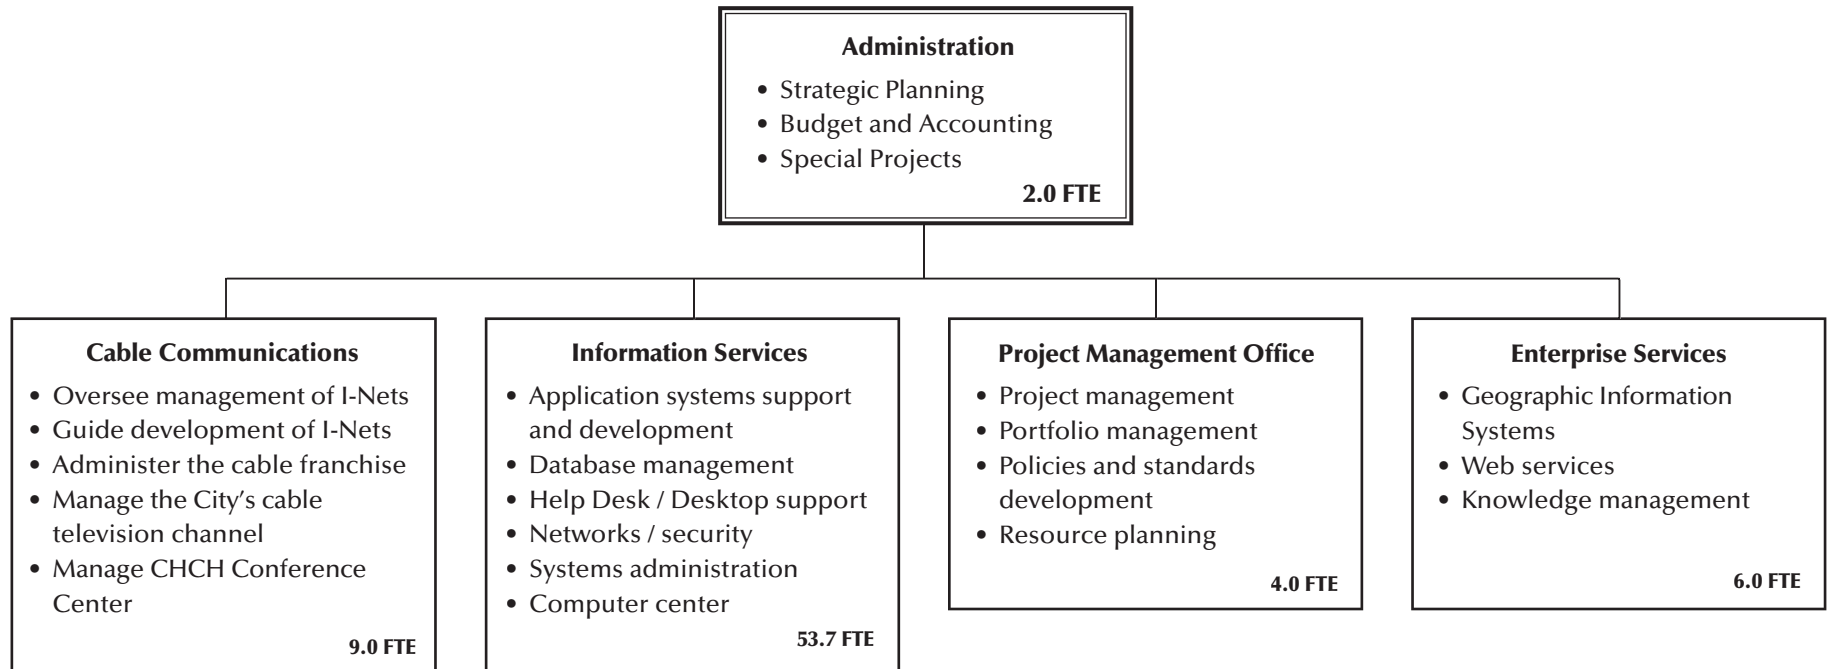 Administration
• Strategic Planning
• Budget and Accounting
• Special Projects
2.0 FTE
Cable Communications
• Oversee management of I-Nets
• Guide development of I-Nets
• Administer the cable franchise
• Manage the City’s cable
television channel
• Manage CHCH Conference
Center
9.0 FTE
Information Services
• Application systems support
and development
• Database management
• Help Desk / Desktop support
• Networks / security
• Systems administration
• Computer center
53.7 FTE
Project Management Office
• Project management
• Portfolio management
• Policies and standards
development
• Resource planning
4.0 FTE
Enterprise Services
• Geographic Information
Systems
• Web services
• Knowledge management
6.0 FTE